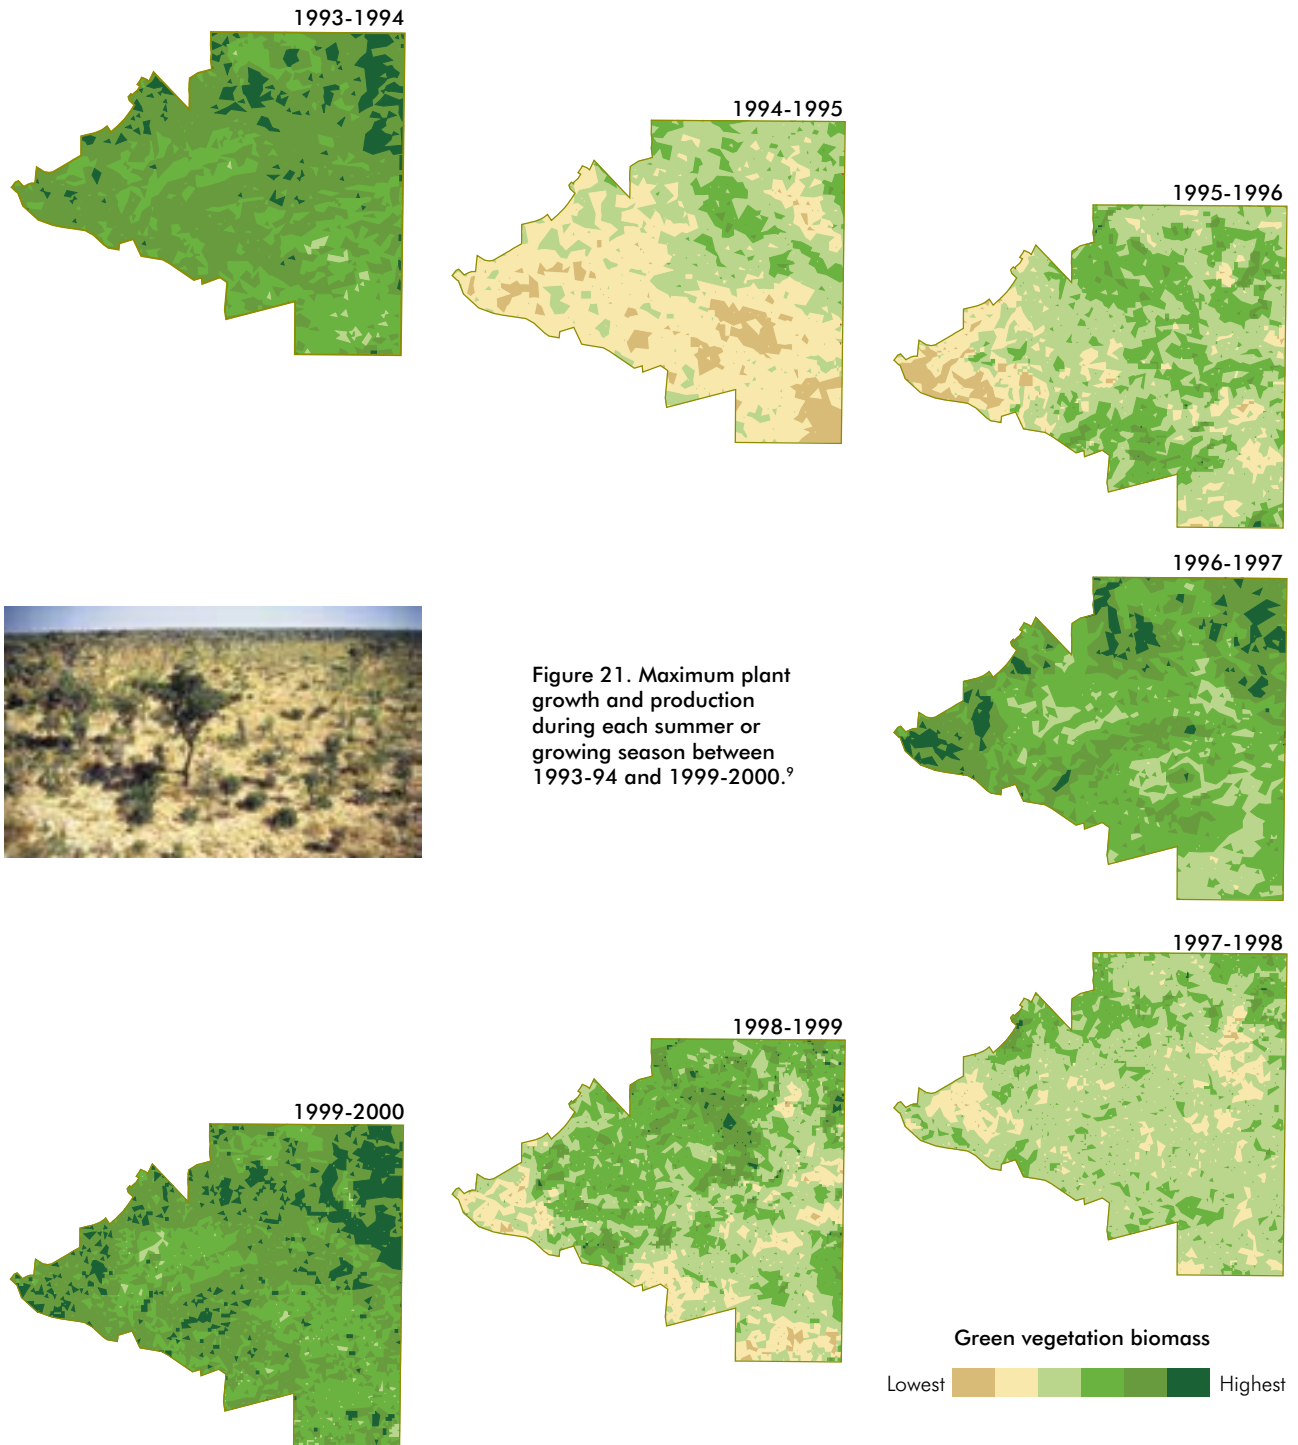 1993-1994
1994-1995
1995-1996
1996-1997
Figure 21. Maximum plant
growth and production
during each summer or
growing season between
1993-94 and 1999-2000.⁹
1997-1998
1998-1999
1999-2000
Green vegetation biomass
Lowest
Highest